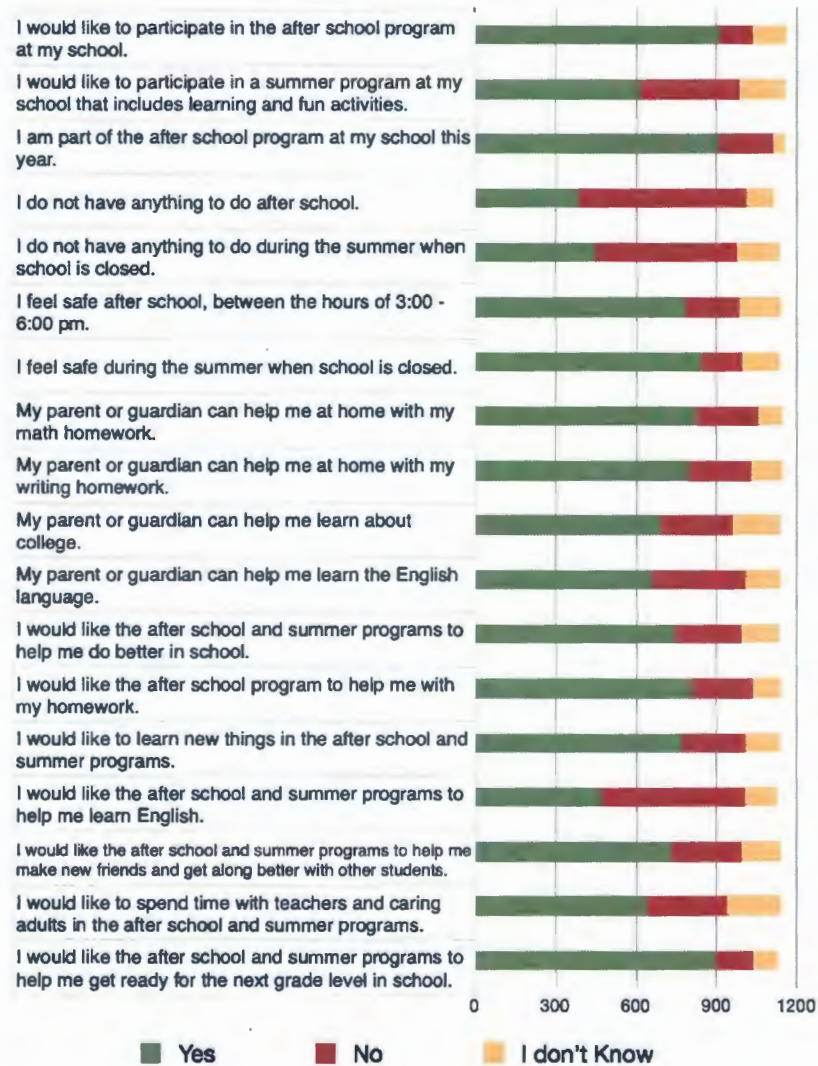 I would like to participate in the after school program
at my school.
I would like to participate in a summer program at my
school that includes learning and fun activities.
I am part of the after school program at my school this
year.
I do not have anything to do after school.
I do not have anything to do during the summer when
school is closed.
I feel safe after school, between the hours of 3:00 -
6:00 pm.
I feel safe during the summer when school is closed.
My parent or guardian can help me at home with my
math homework.
My parent or guardian can help me at home with my
writing homework.
My parent or guardian can help me learn about
college.
My parent or guardian can help me learn the English
language.
I would like the after school and summer programs to
help me do better in school.
I would like the after school program to help me with
my homework.
I would like to learn new things in the after school and
summer programs.
I would like the after school and summer programs to
help me learn English.
I would like the after school and summer programs to help me
make new friends and get along better with other students.
I would like to spend time with teachers and caring
adults in the after school and summer programs.
I would like the after school and summer programs to
help me get ready for the next grade level in school.
0 300 600 900 1200
Yes No I don't Know